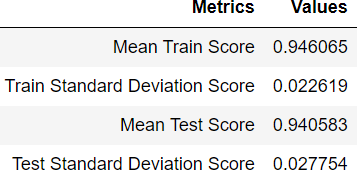 Metrics Values
Mean Train Score 0.946065
Train Standard Deviation Score 0.022619
Mean Test Score 0.940583
Test Standard Deviation Score 0.027754